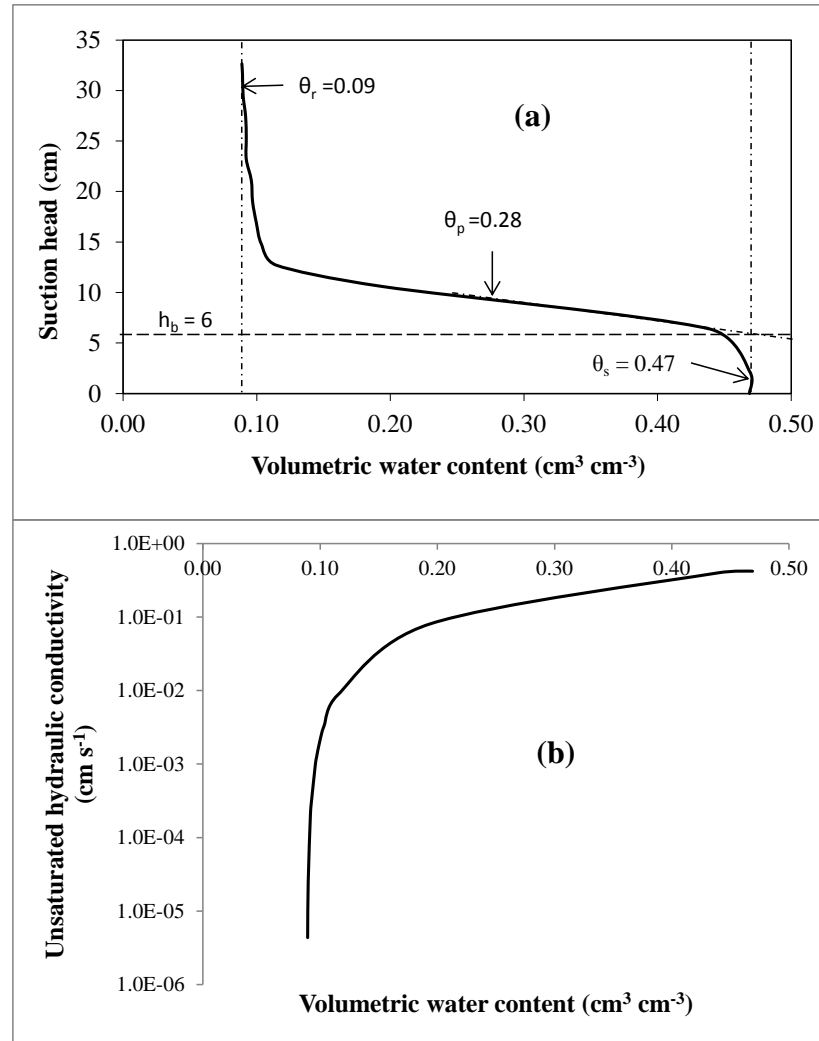 35
30
25
20
15
10
5
0
Suction head (cm)
θr =0.09
(a)
θp =0.28
hb = 6
θs = 0.47
0.00 0.10 0.20 0.30 0.40 0.50
Volumetric water content (cm³ cm⁻³)
1.0E+00
0.00 0.10 0.20 0.30 0.40 0.50
1.0E-01
1.0E-02
1.0E-03
1.0E-04
1.0E-05
1.0E-06
Unsaturated hydraulic conductivity
(cm s⁻¹)
(b)
Volumetric water content (cm³ cm⁻³)